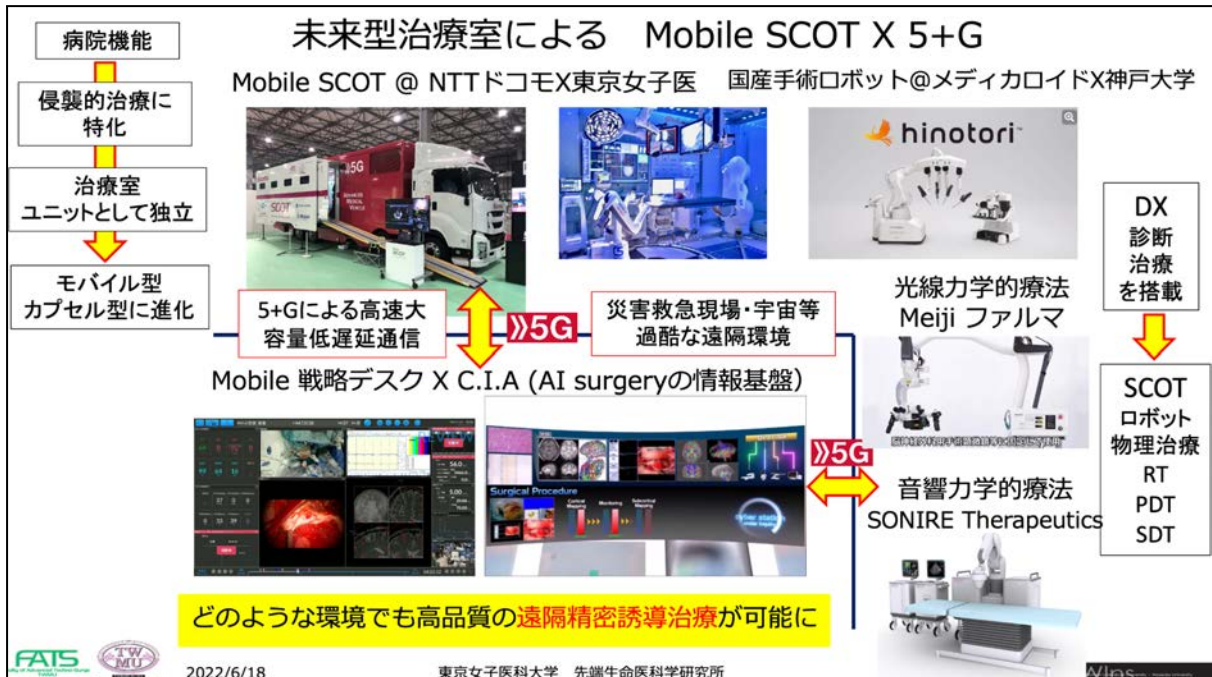 未来型治療室による Mobile SCOT X 5+G
病院機能
侵襲的治療に
特化
治療室
ユニットとして独立
モバイル型
カプセル型に進化
Mobile SCOT @ NTTドコモX東京女子医
国産手術ロボット@メディカロイドX神戸大学
5G
SCOT
ADVANCED
MEDICAL
VEHICLE
hinotori
DX
診断
治療
を搭載
SCOT
ロボット
物理治療
RT
PDT
SDT
5+Gによる高速大
容量低遅延通信
5G
災害救急現場・宇宙等
過酷な遠隔環境
光線力学的療法
Meiji ファルマ
Mobile 戦略デスク X C.I.A (AI surgeryの情報基盤）
Surgical Procedure
Cortical
Mapping
Monitoring
Subcortical
Mapping
5G
音響力学的療法
SONIRE Therapeutics
どのような環境でも高品質の遠隔精密誘導治療が可能に
FATS
TW
MU
2022/6/18
東京女子医科大学 先端生命医科学研究所